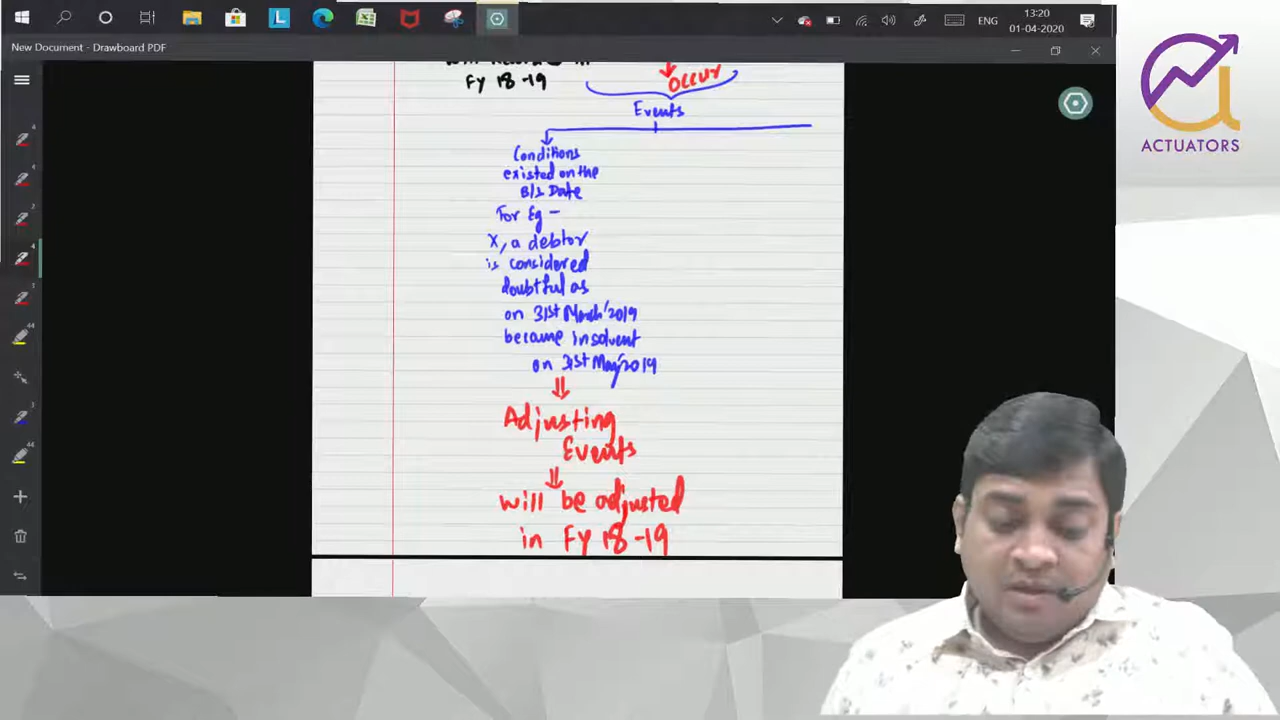 13:20
ENG
01-04-2020
New Document - Drawboard PDF
FY 18-19
OCCUR
Events
Conditions
existed on the
B/S Date
For Eg -
X, a debtor
is considered
doubtful as
on 31st March'2019
became insolvent
on 31st May'2019
Adjusting
Events
will be adjusted
in FY 18-19
ACTUATORS